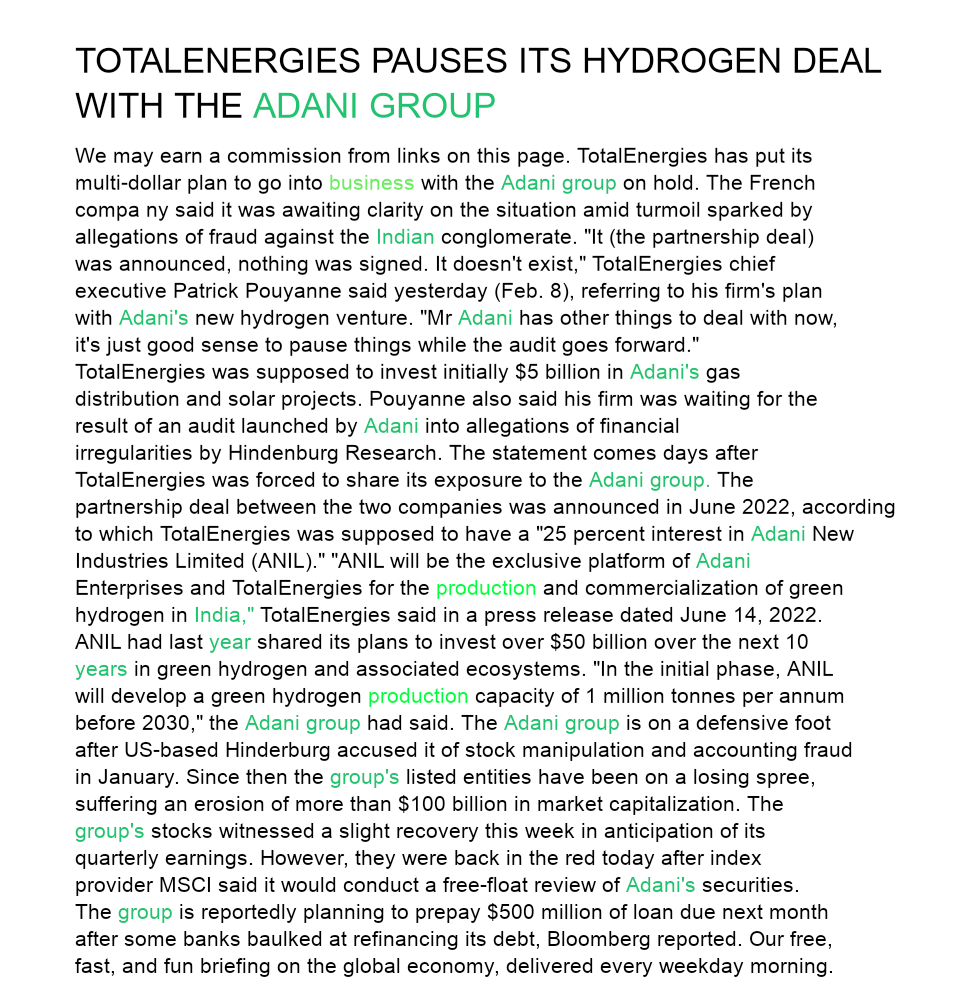 TOTALENERGIES PAUSES ITS HYDROGEN DEAL
WITH THE ADANI GROUP
We may earn a commission from links on this page. TotalEnergies has put its
multi-dollar plan to go into business with the Adani group on hold. The French
compa ny said it was awaiting clarity on the situation amid turmoil sparked by
allegations of fraud against the Indian conglomerate. "It (the partnership deal)
was announced, nothing was signed. It doesn't exist," TotalEnergies chief
executive Patrick Pouyanne said yesterday (Feb. 8), referring to his firm's plan
with Adani's new hydrogen venture. "Mr Adani has other things to deal with now,
it's just good sense to pause things while the audit goes forward."
TotalEnergies was supposed to invest initially $5 billion in Adani's gas
distribution and solar projects. Pouyanne also said his firm was waiting for the
result of an audit launched by Adani into allegations of financial
irregularities by Hindenburg Research. The statement comes days after
TotalEnergies was forced to share its exposure to the Adani group. The
partnership deal between the two companies was announced in June 2022, according
to which TotalEnergies was supposed to have a "25 percent interest in Adani New
Industries Limited (ANIL)." "ANIL will be the exclusive platform of Adani
Enterprises and TotalEnergies for the production and commercialization of green
hydrogen in India," TotalEnergies said in a press release dated June 14, 2022.
ANIL had last year shared its plans to invest over $50 billion over the next 10
years in green hydrogen and associated ecosystems. "In the initial phase, ANIL
will develop a green hydrogen production capacity of 1 million tonnes per annum
before 2030," the Adani group had said. The Adani group is on a defensive foot
after US-based Hinderburg accused it of stock manipulation and accounting fraud
in January. Since then the group's listed entities have been on a losing spree,
suffering an erosion of more than $100 billion in market capitalization. The
group's stocks witnessed a slight recovery this week in anticipation of its
quarterly earnings. However, they were back in the red today after index
provider MSCI said it would conduct a free-float review of Adani's securities.
The group is reportedly planning to prepay $500 million of loan due next month
after some banks baulked at refinancing its debt, Bloomberg reported. Our free,
fast, and fun briefing on the global economy, delivered every weekday morning.